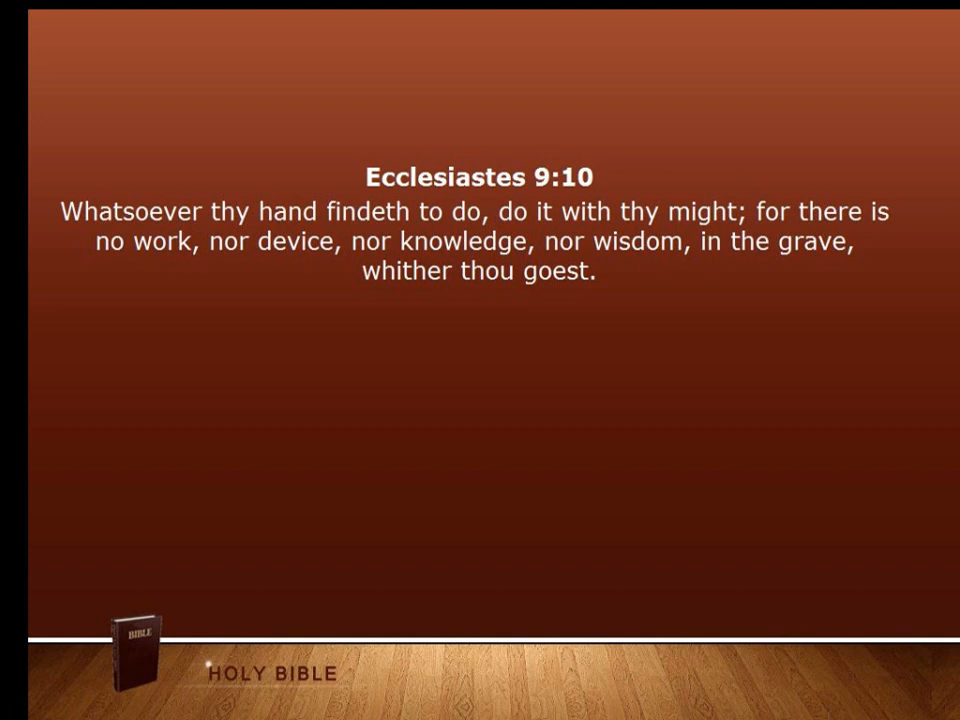 Ecclesiastes 9:10
Whatsoever thy hand findeth to do, do it with thy might; for there is
no work, nor device, nor knowledge, nor wisdom, in the grave,
whither thou goest.
BIBLE
HOLY BIBLE